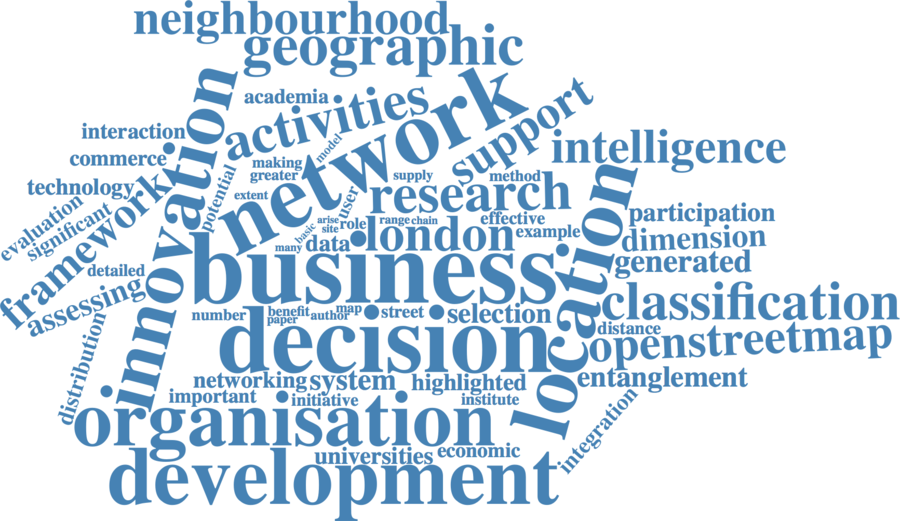 neighbourhood
geographic
academia
activities
network
support
interaction
commerce
technology
innovation
making
greater
model
supply
method
intelligence
potential
extent
user
research
location
evaluation
significant
framework
arise
site
role
range
chain
effective
participation
basic
many
data
london
example
dimension
generated
detailed
business
assessing
classification
number
benefit
paper
author
map
street
selection
distance
decision
openstreetmap
distribution
networking
system
highlighted
entanglement
important
initiative
institute
organisation
integration
universities
economic
development